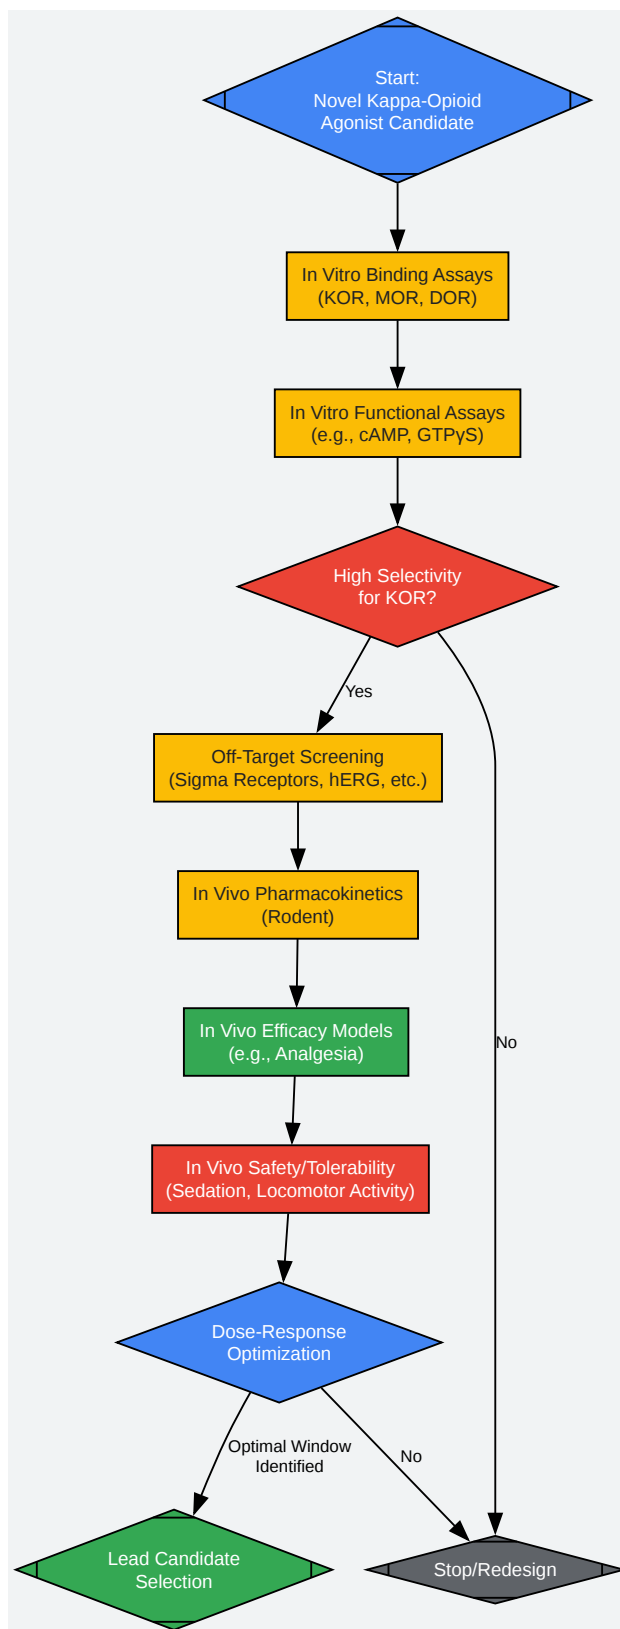 Start:
Novel Kappa-Opioid
Agonist Candidate
In Vitro Binding Assays
(KOR, MOR, DOR)
In Vitro Functional Assays
(e.g., cAMP, GTPγS)
High Selectivity
for KOR?
Yes
Off-Target Screening
(Sigma Receptors, hERG, etc.)
In Vivo Pharmacokinetics
(Rodent)
In Vivo Efficacy Models
(e.g., Analgesia)
No
In Vivo Safety/Tolerability
(Sedation, Locomotor Activity)
Dose-Response
Optimization
Optimal Window
Identified
No
Lead Candidate
Selection
Stop/Redesign